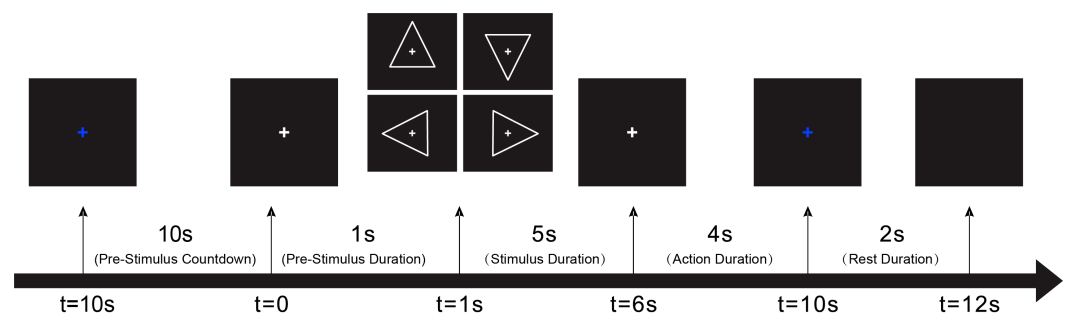 10s
(Pre-Stimulus Countdown)
1s
(Pre-Stimulus Duration)
5s
（Stimulus Duration）
4s
（Action Duration）
2s
（Rest Duration）
t=10s
t=0
t=1s
t=6s
t=10s
t=12s